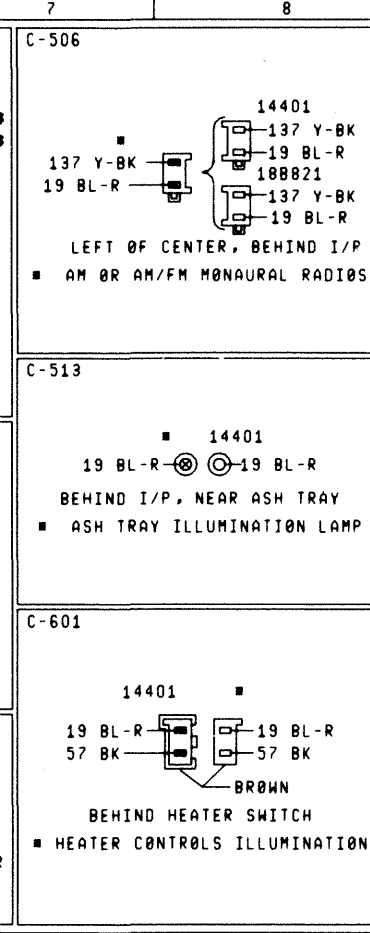 7 8
C-506
14401
137 Y-BK
■ 19 BL-R
137 Y-BK 18B821
19 BL-R 137 Y-BK
19 BL-R
LEFT OF CENTER, BEHIND I/P
■ AM OR AM/FM MONAURAL RADIOS
C-513
■ 14401
19 BL-R 19 BL-R
BEHIND I/P, NEAR ASH TRAY
■ ASH TRAY ILLUMINATION LAMP
C-601
14401 ■
19 BL-R 19 BL-R
57 BK 57 BK
BROWN
BEHIND HEATER SWITCH
■ HEATER CONTROLS ILLUMINATION